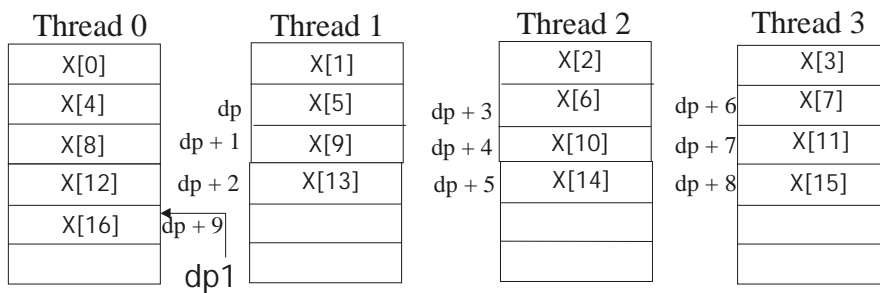 Thread 0 Thread 1 Thread 2 Thread 3
X[0] X[1] X[2] X[3]
X[4] dp X[5] dp + 3 X[6] dp + 6 X[7]
X[8] dp + 1 X[9] dp + 4 X[10] dp + 7 X[11]
X[12] dp + 2 X[13] dp + 5 X[14] dp + 8 X[15]
X[16] dp + 9
dp1